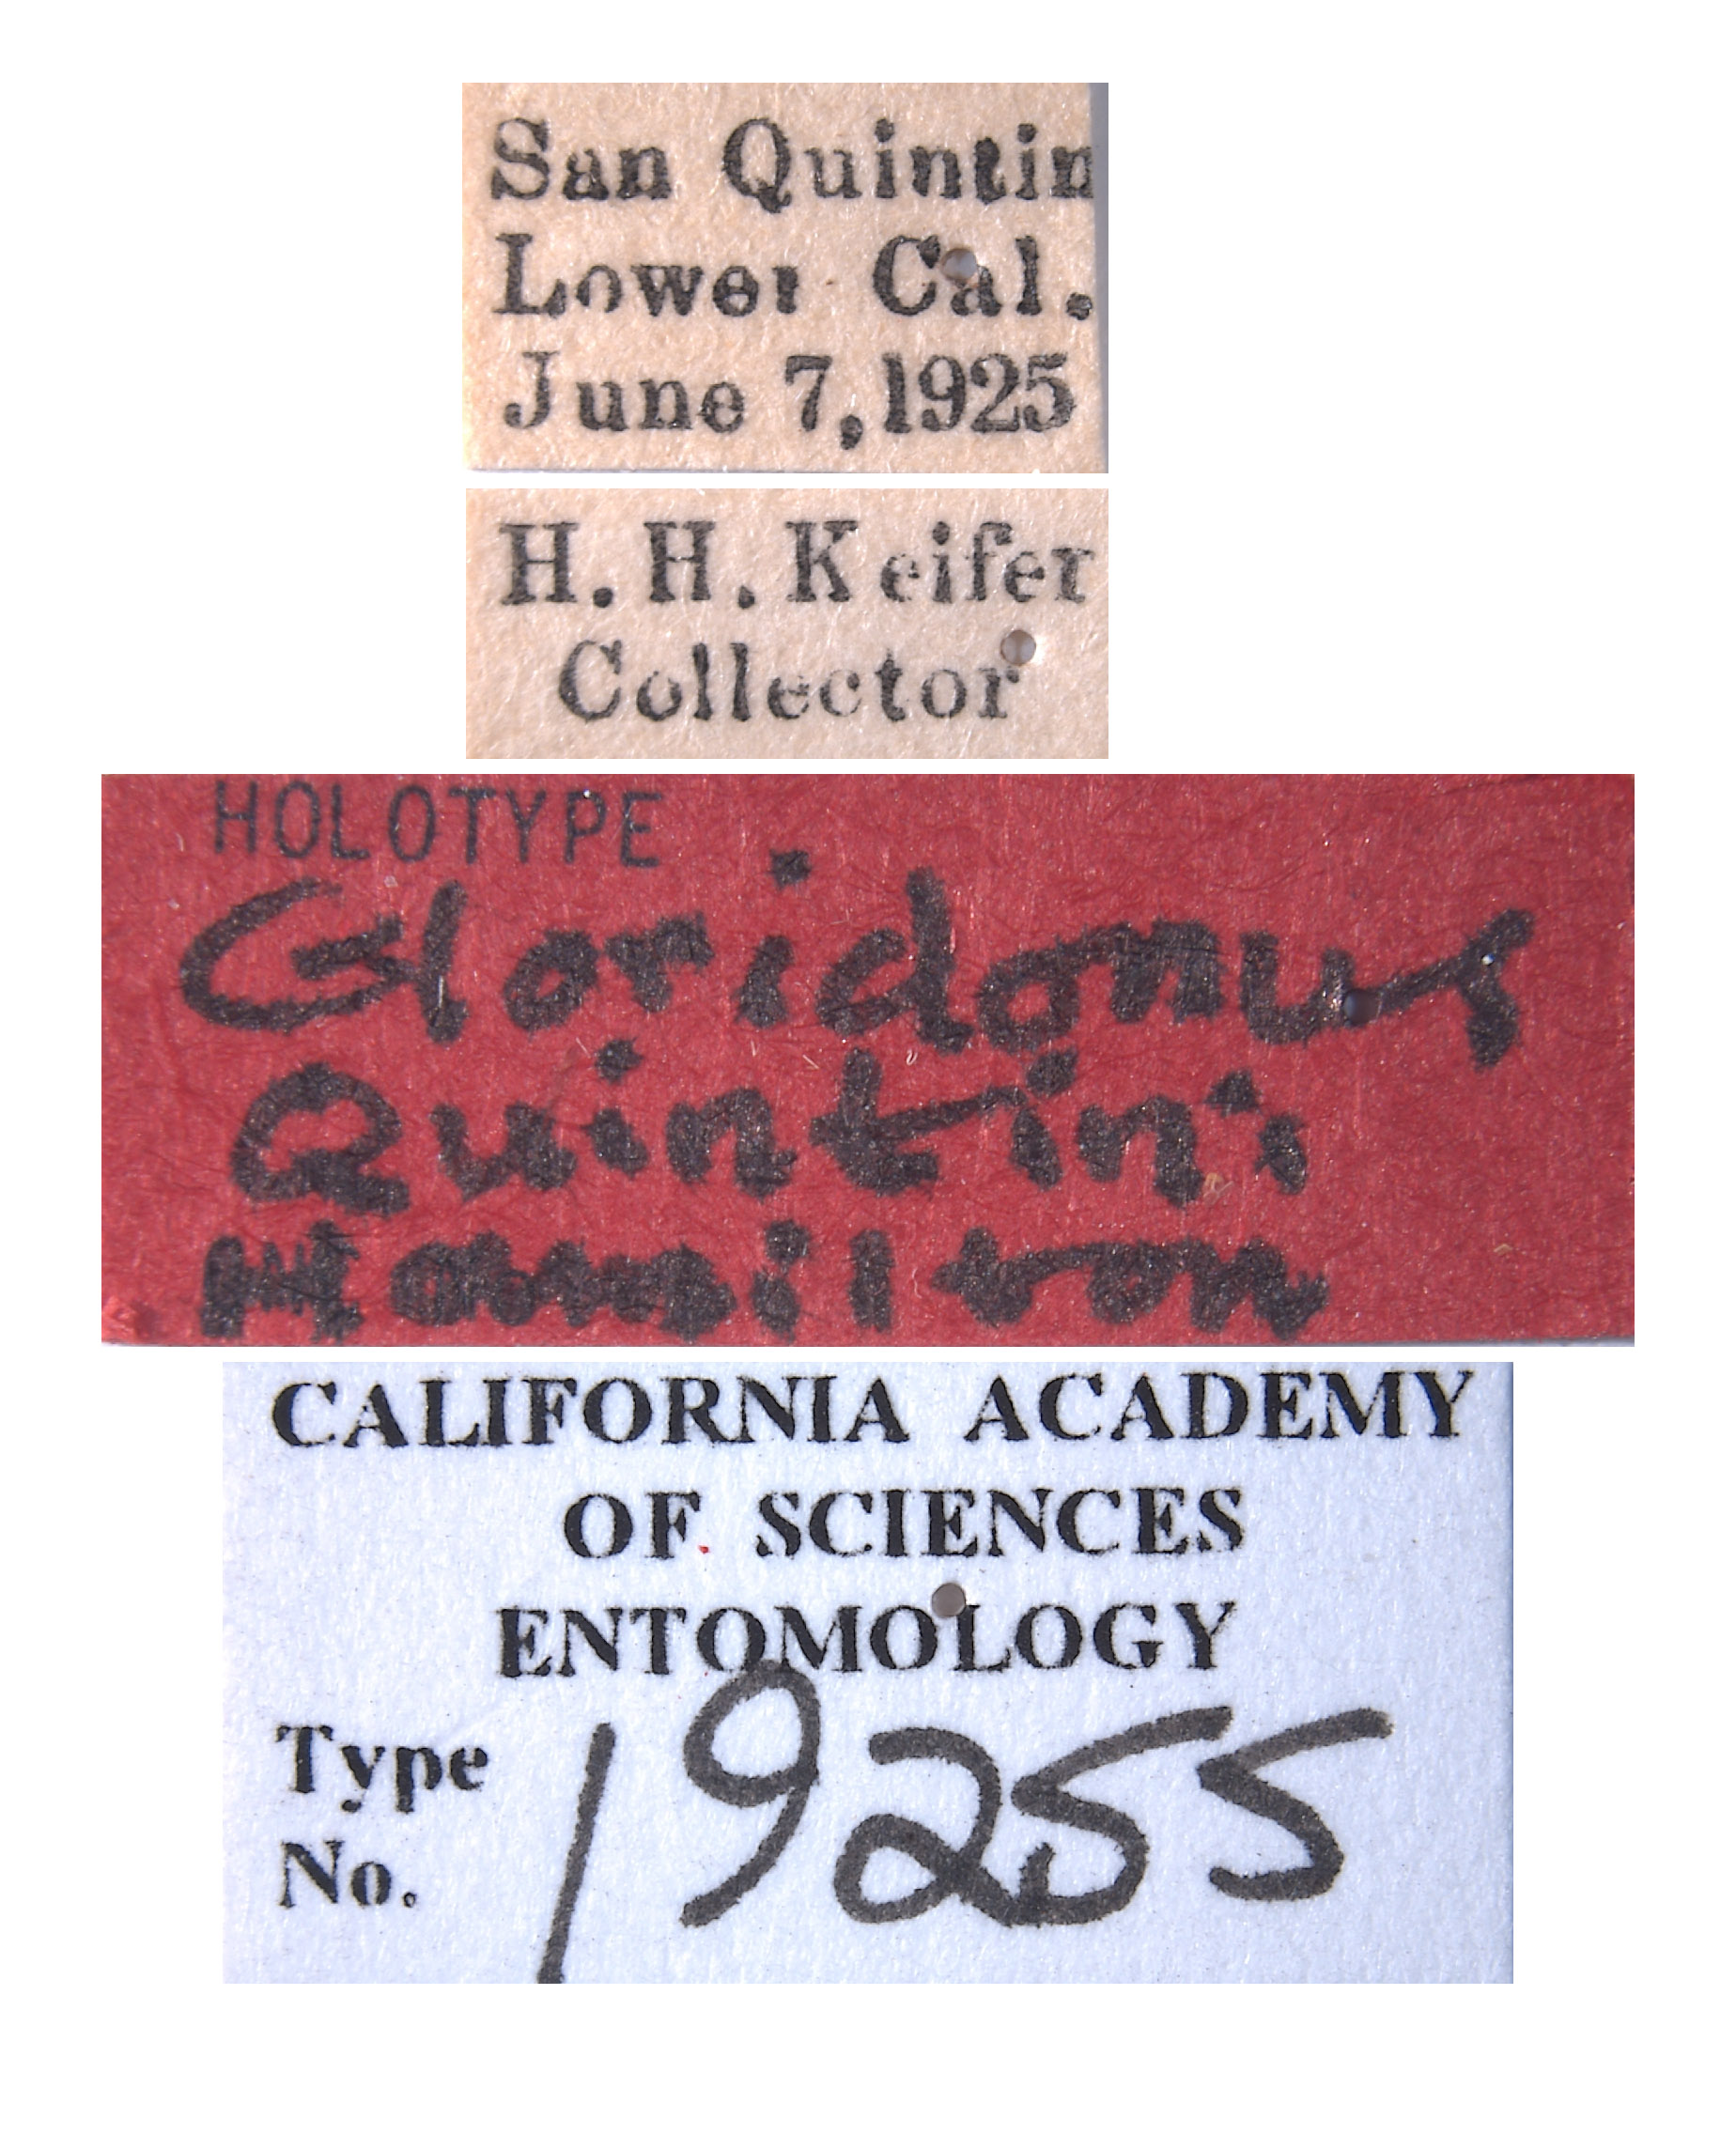 San Quintin
Lower Cal.
June 7, 1925
H. H. Keifer
Collector
HOLOTYPE
Gloridonus
Quintini
Hamilton
CALIFORNIA ACADEMY
OF SCIENCES
ENTOMOLOGY
Type
No. 19255